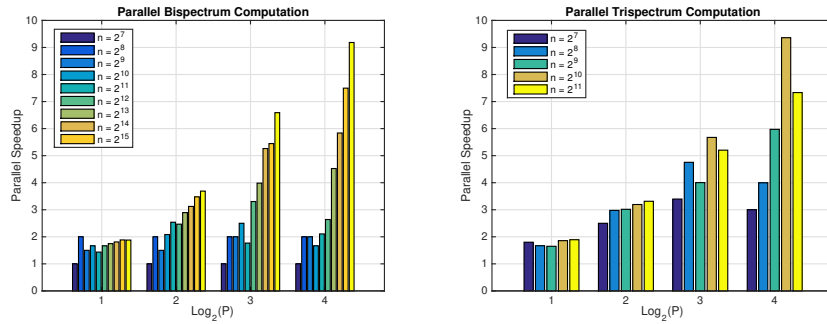 Parallel Bispectrum Computation
10
9
8
7
6
5
4
3
2
1
0
Parallel Speedup
n = 2^7
n = 2^8
n = 2^9
n = 2^10
n = 2^11
n = 2^12
n = 2^13
n = 2^14
n = 2^15
1 2 3 4
Log_2(P)
Parallel Trispectrum Computation
10
9
8
7
6
5
4
3
2
1
0
Parallel Speedup
n = 2^7
n = 2^8
n = 2^9
n = 2^10
n = 2^11
1 2 3 4
Log_2(P)